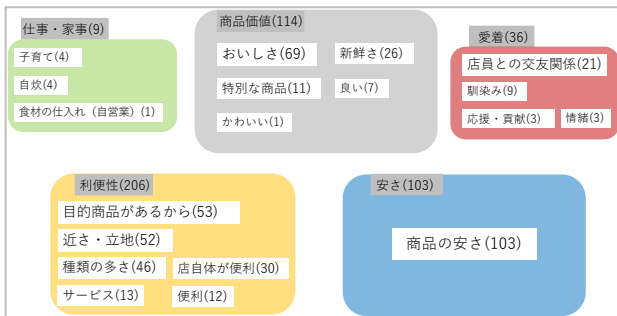 仕事・家事(9)
子育て(4)
自炊(4)
食材の仕入れ（自営業）(1)
商品価値(114)
おいしさ(69)
新鮮さ(26)
特別な商品(11)
良い(7)
かわいい(1)
愛着(36)
店員との交友関係(21)
馴染み(9)
応援・貢献(3)
情緒(3)
利便性(206)
目的商品があるから(53)
近さ・立地(52)
種類の多さ(46)
店自体が便利(30)
サービス(13)
便利(12)
安さ(103)
商品の安さ(103)